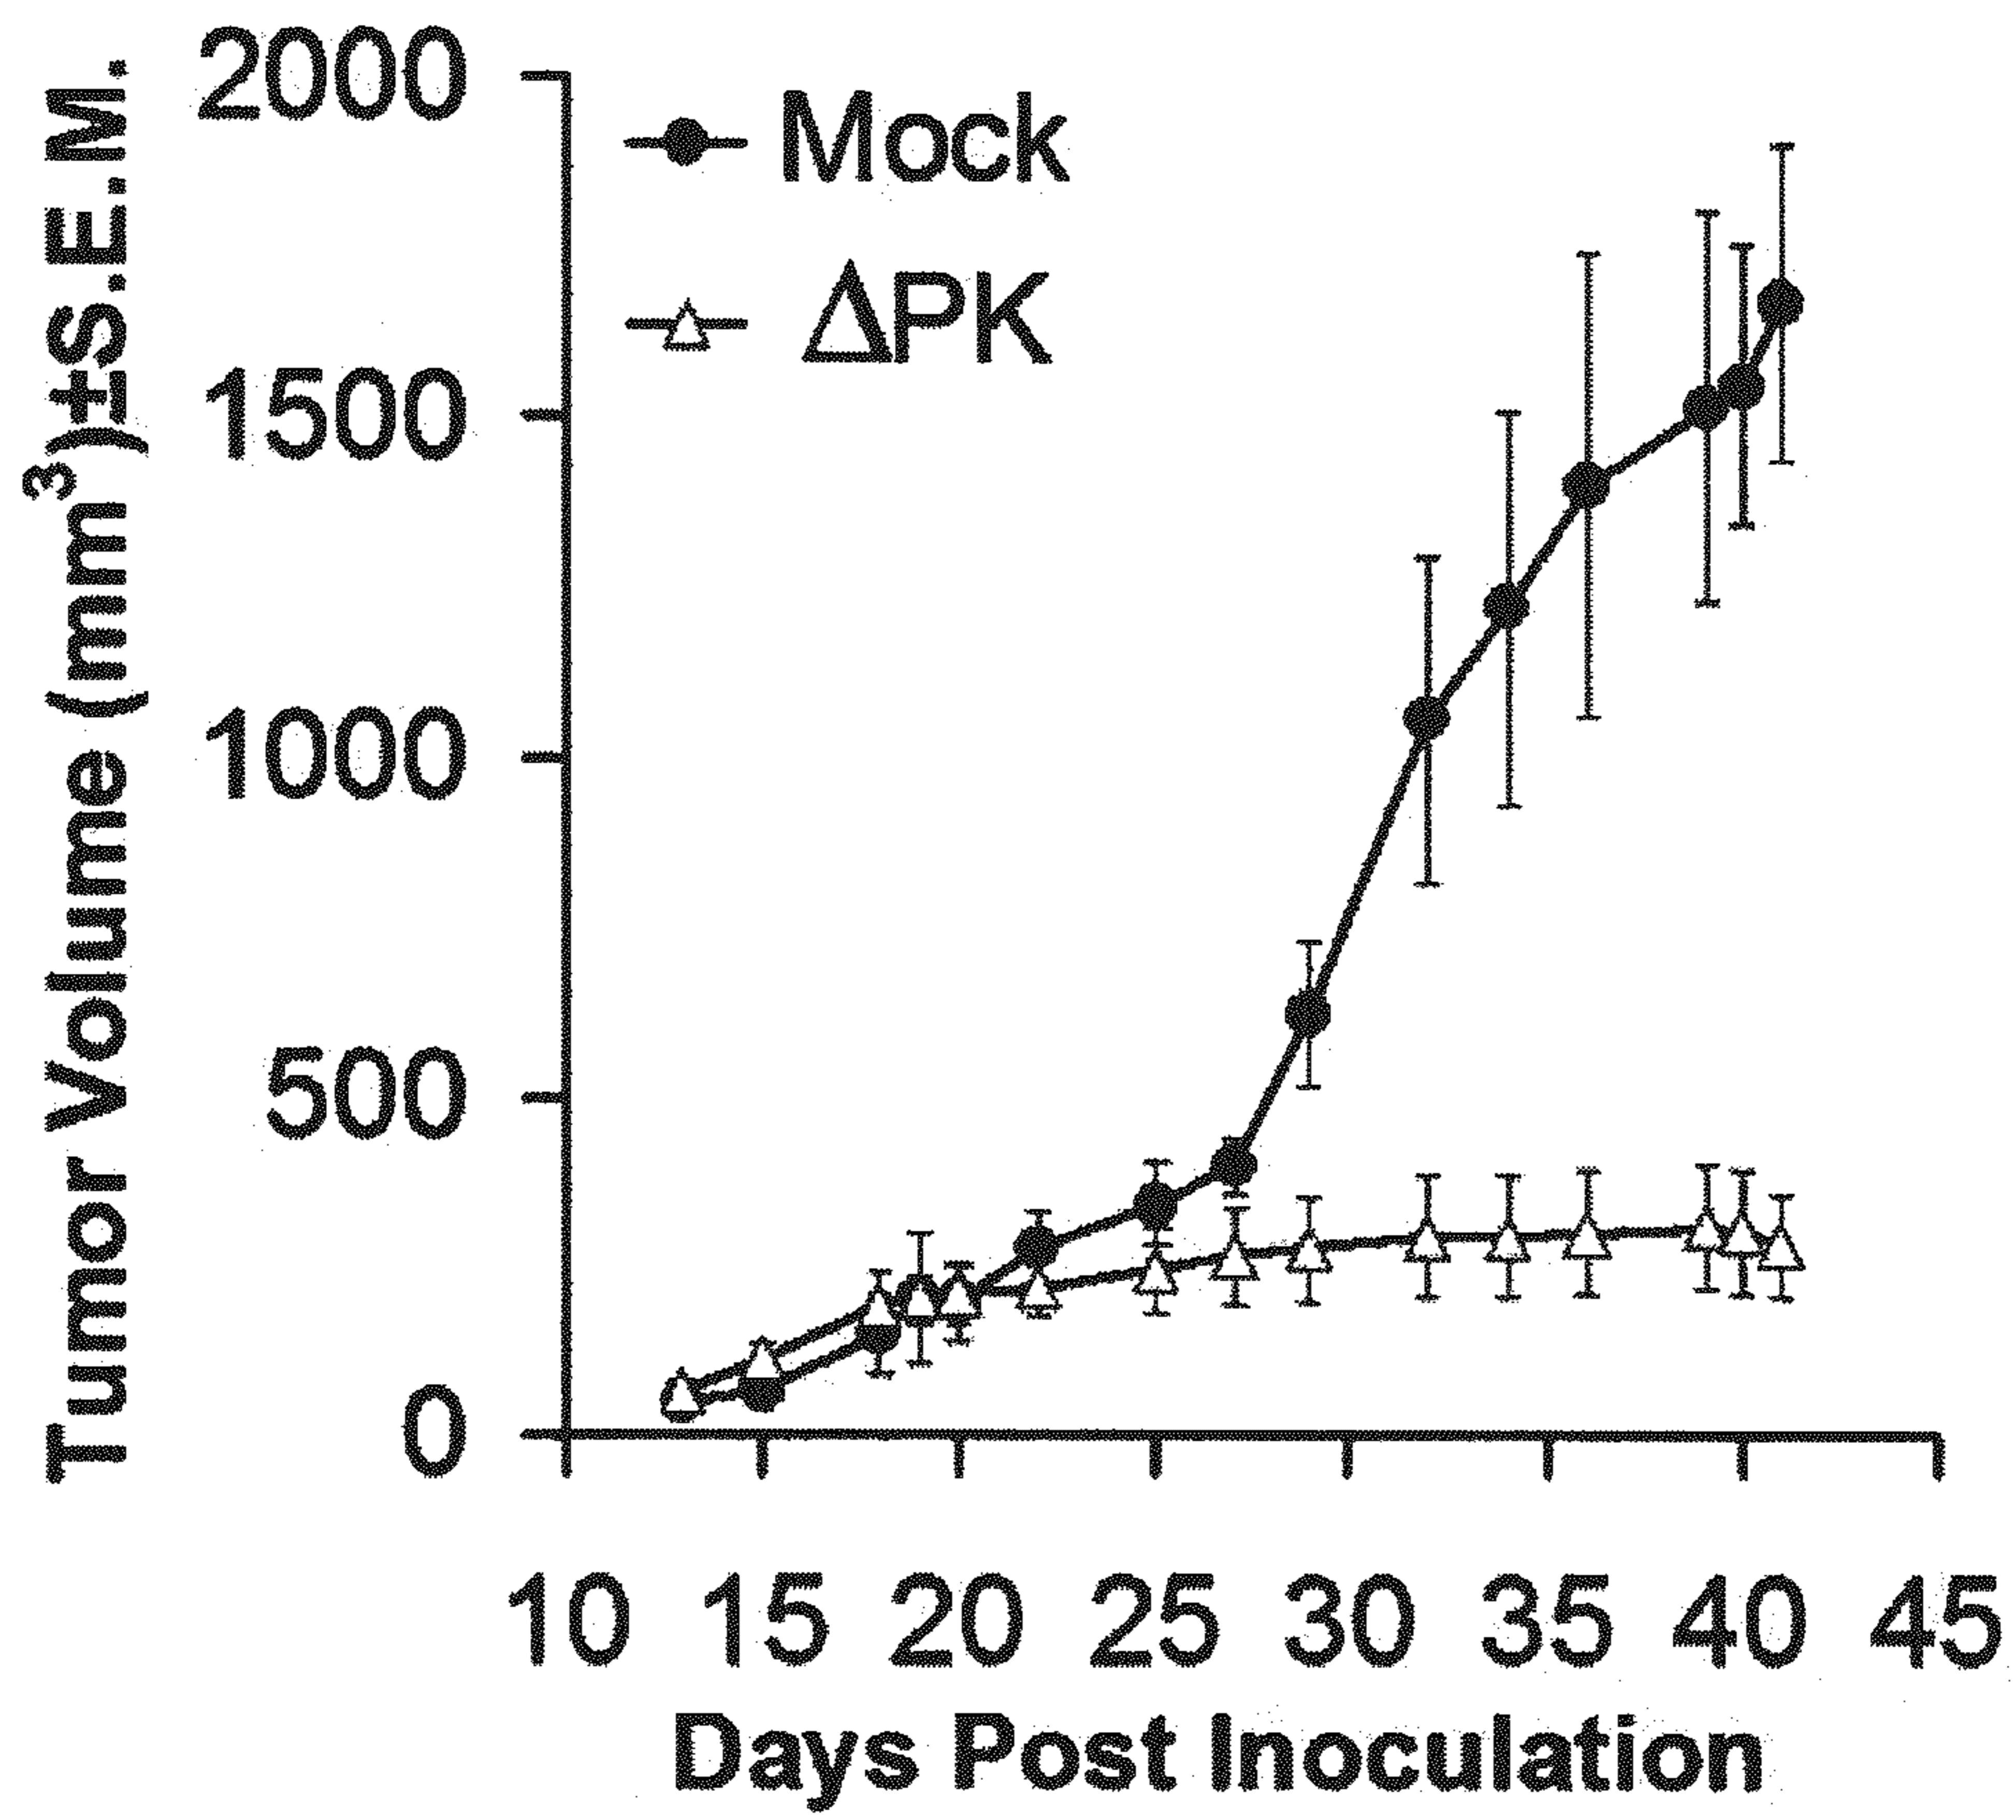 Tumor Volume (mm³)±S.E.M.
2000
1500
1000
500
0
Mock
ΔPK
10 15 20 25 30 35 40 45
Days Post Inoculation